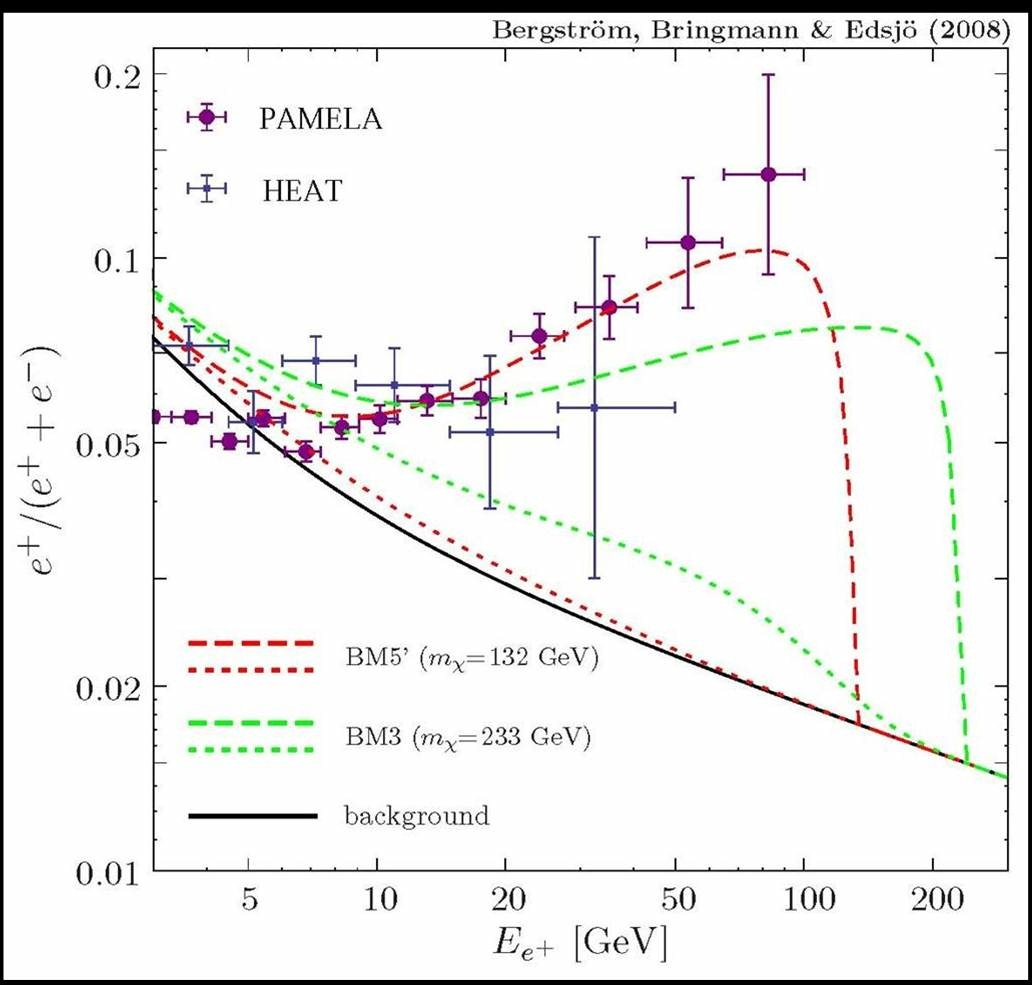 Bergström, Bringmann & Edsjö (2008)
0.2
PAMELA
HEAT
0.1
0.05
e⁺/(e⁺ + e⁻)
BM5' (mᵪ=132 GeV)
0.02
BM3 (mᵪ=233 GeV)
background
0.01
5 10 20 50 100 200
Eₑ₊ [GeV]